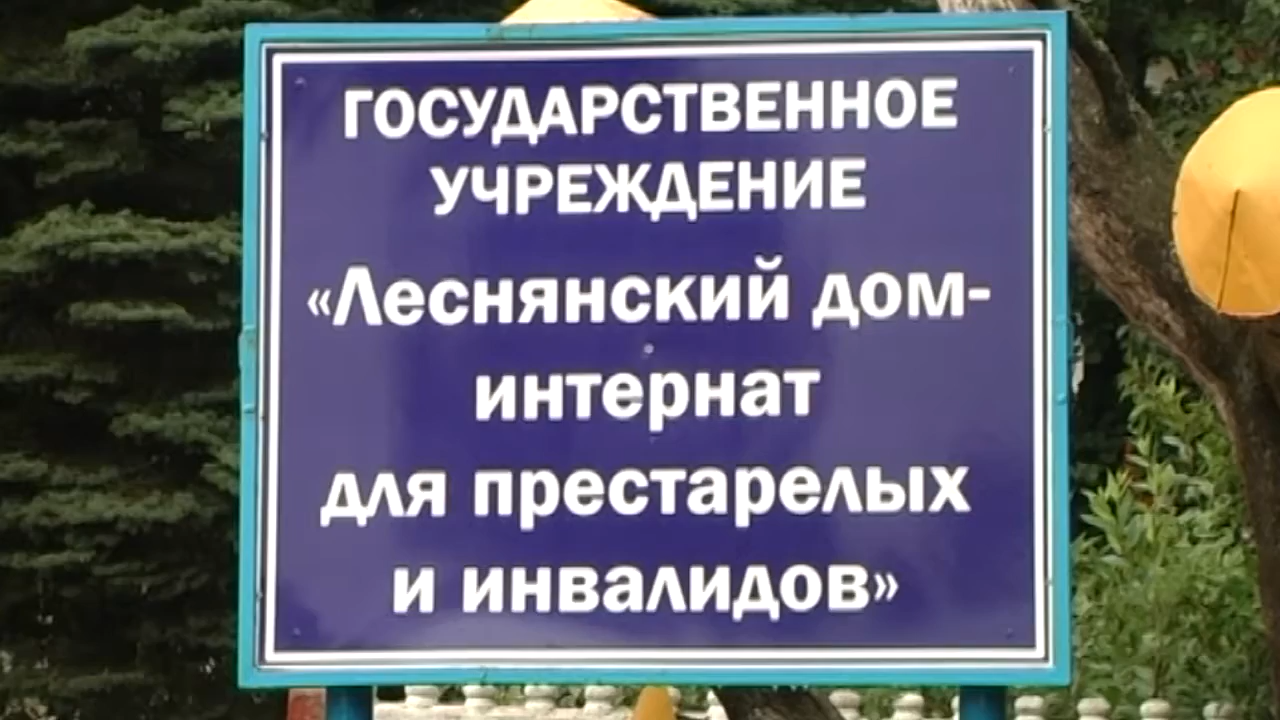 ГОСУДАРСТВЕННОЕ
УЧРЕЖДЕНИЕ
«Леснянский дом-
интернат
для престарелых
и инвалидов»